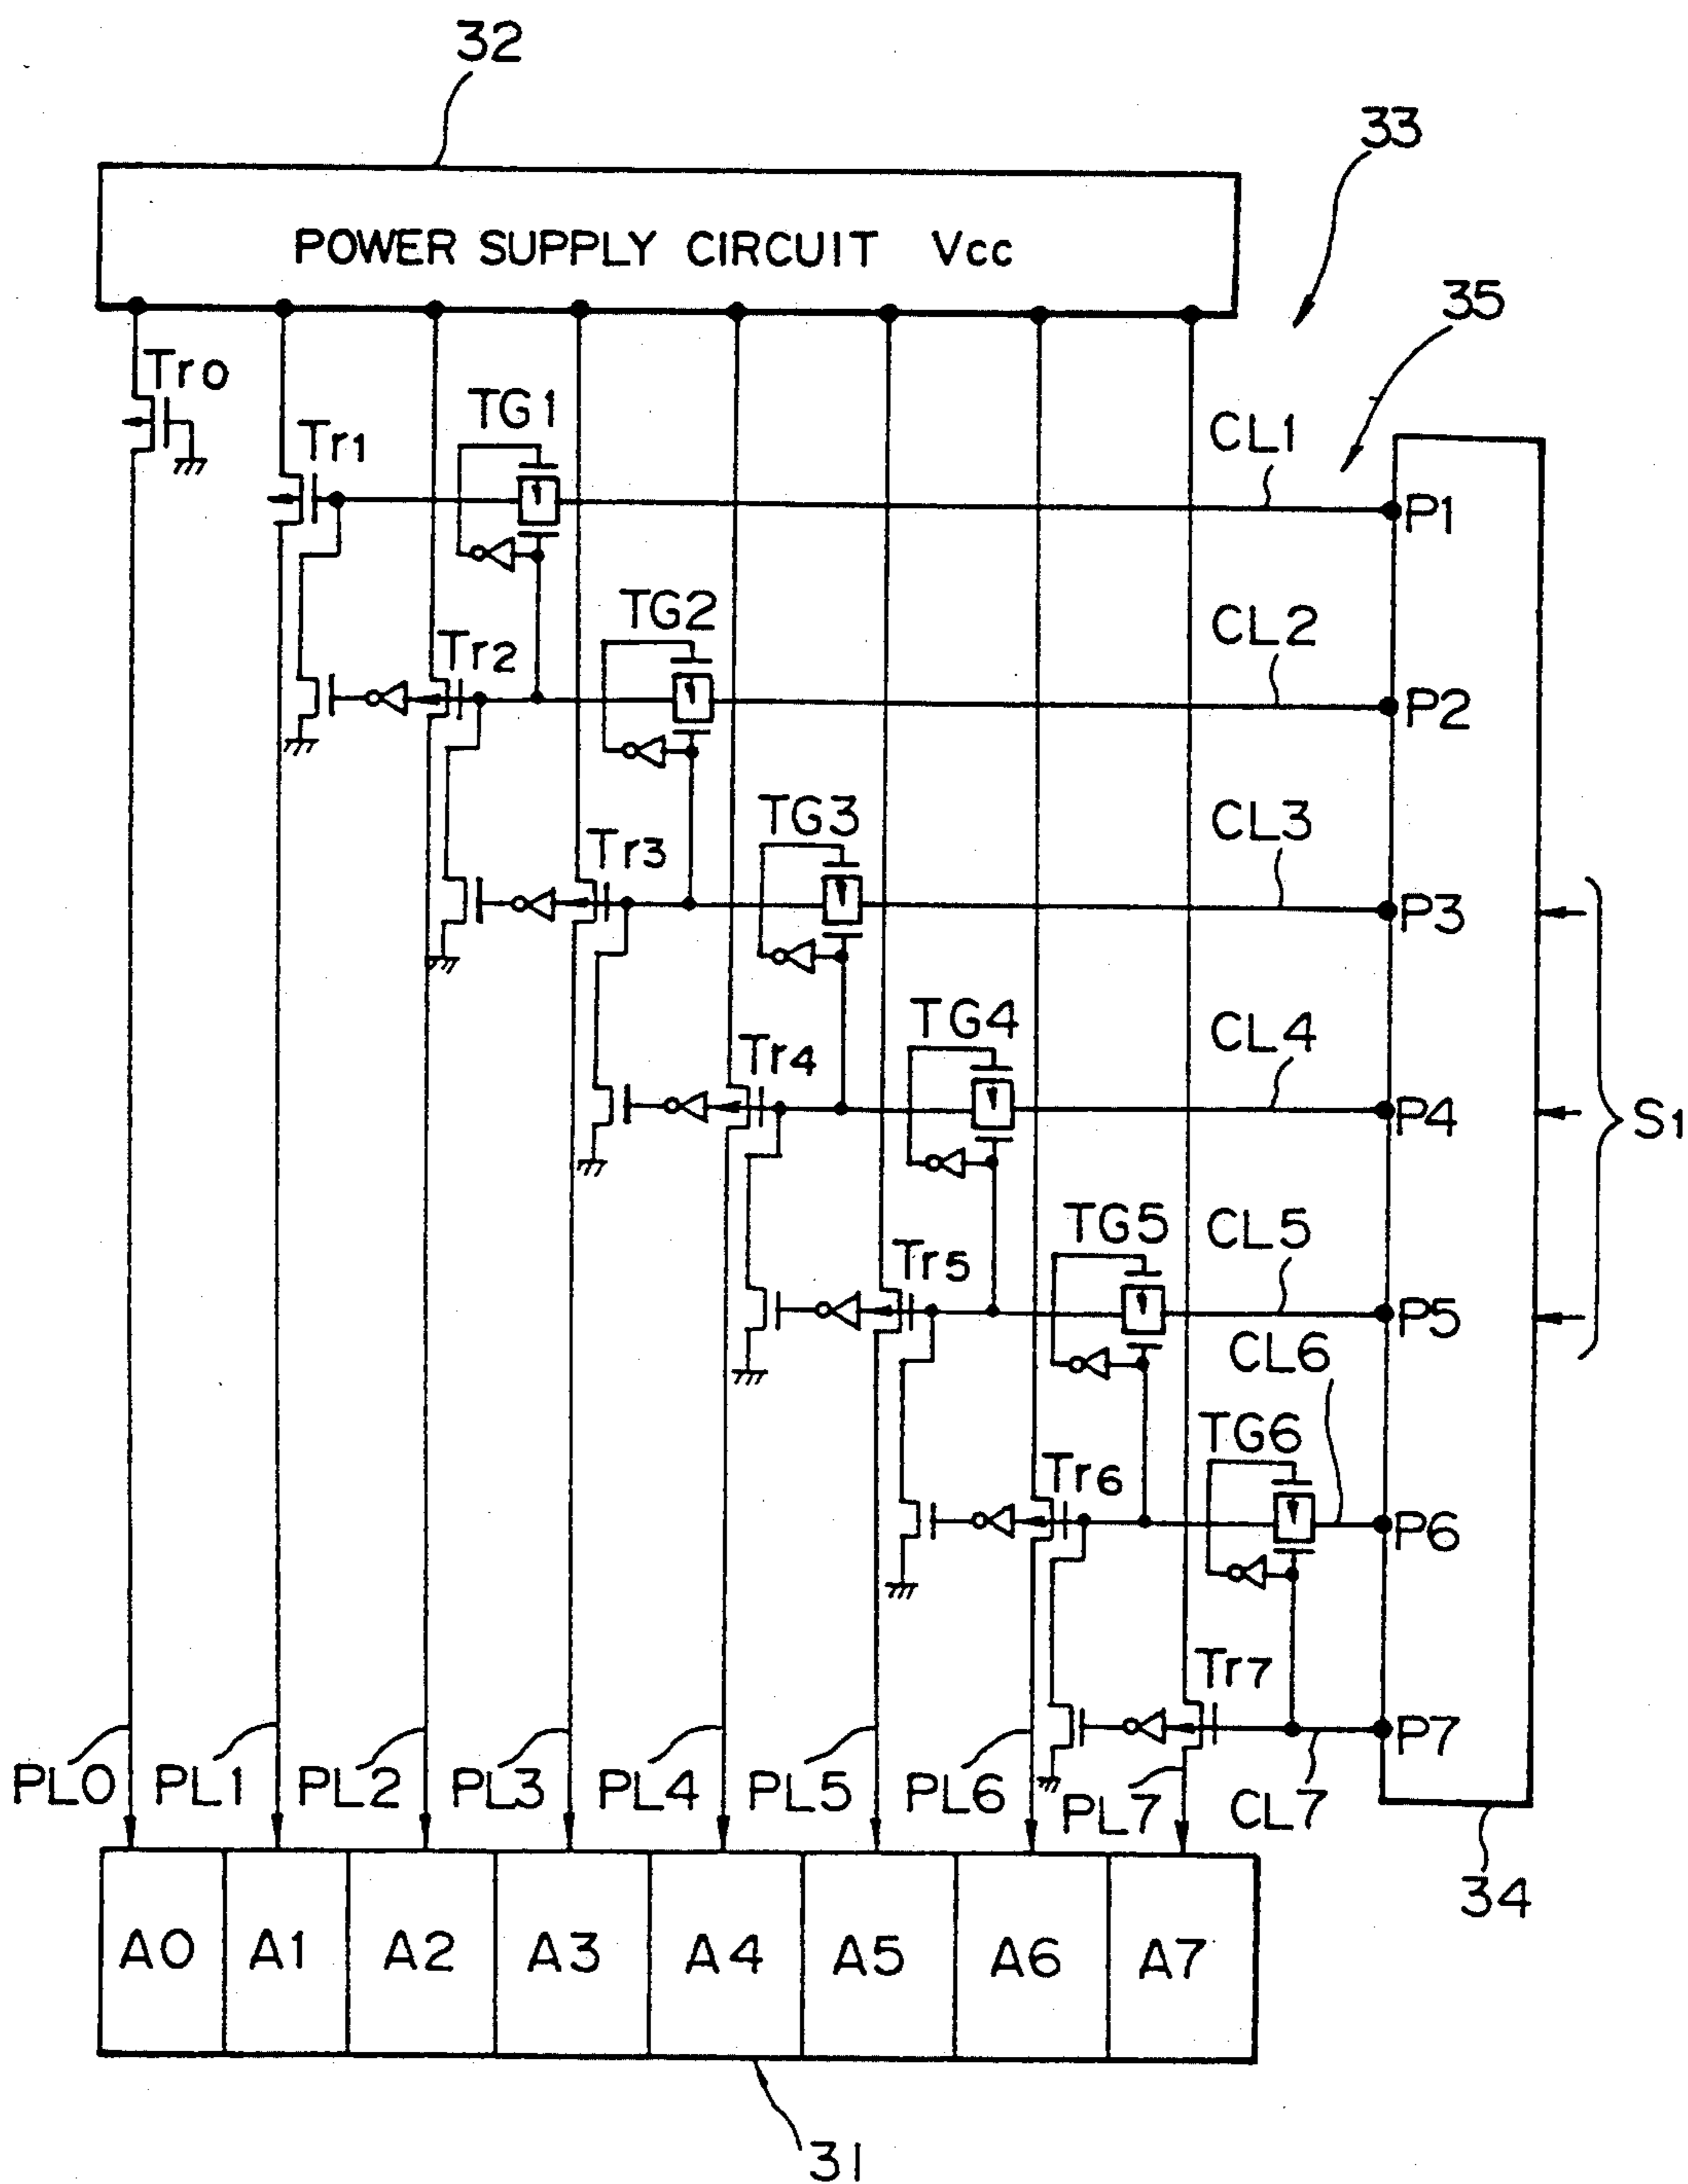 32
33
POWER SUPPLY CIRCUIT Vcc
35
Tr0
TG1
CL1
Tr1
P1
TG2
CL2
Tr2
P2
TG3
CL3
Tr3
P3
TG4
CL4
Tr4
P4
S1
TG5
CL5
Tr5
P5
CL6
TG6
Tr6
P6
Tr7
P7
PL0
PL1
PL2
PL3
PL4
PL5
PL6
PL7
CL7
34
A0
A1
A2
A3
A4
A5
A6
A7
31